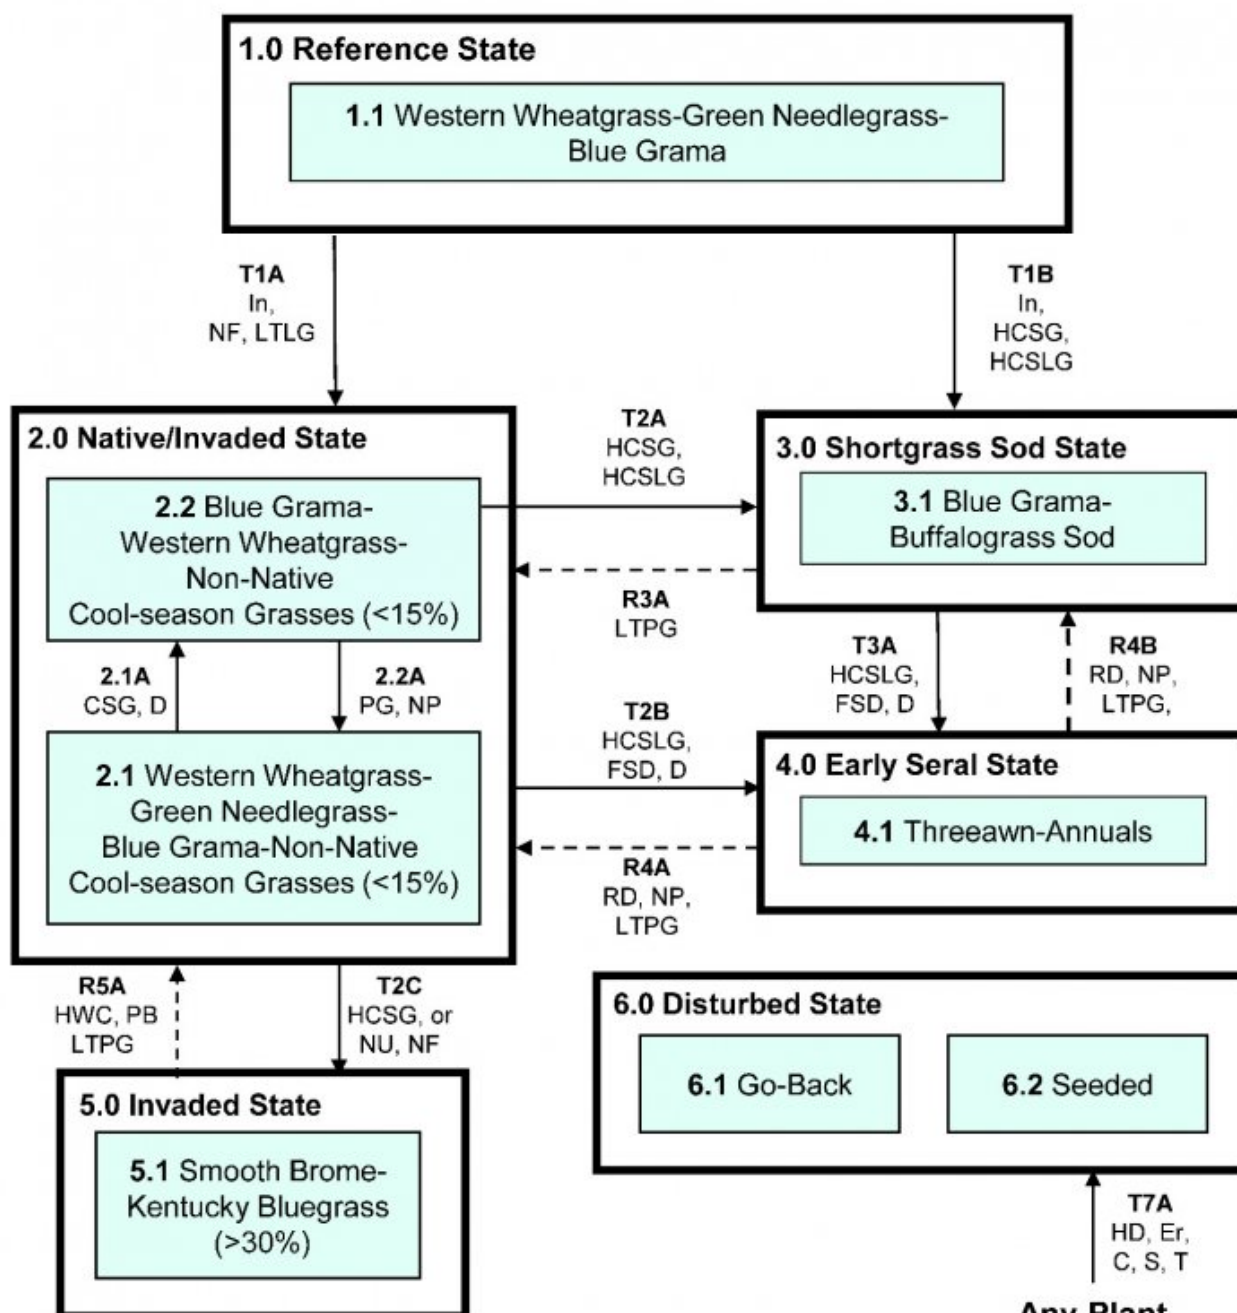 1.0 Reference State
1.1 Western Wheatgrass-Green Needlegrass-
Blue Grama
T1A
In,
NF, LTLG
T1B
In,
HCSG,
HCSLG
2.0 Native/Invaded State
2.2 Blue Grama-
Western Wheatgrass-
Non-Native
Cool-season Grasses (<15%)
2.1A
CSG, D
2.2A
PG, NP
2.1 Western Wheatgrass-
Green Needlegrass-
Blue Grama-Non-Native
Cool-season Grasses (<15%)
T2A
HCSG,
HCSLG
R3A
LTPG
3.0 Shortgrass Sod State
3.1 Blue Grama-
Buffalograss Sod
T3A
HCSLG,
FSD, D
R4B
RD, NP,
LTPG,
T2B
HCSLG,
FSD, D
R4A
RD, NP,
LTPG
4.0 Early Seral State
4.1 Threeawn-Annuals
R5A
HWC, PB
LTPG
T2C
HCSG, or
NU, NF
5.0 Invaded State
5.1 Smooth Brome-
Kentucky Bluegrass
(>30%)
6.0 Disturbed State
6.1 Go-Back
6.2 Seeded
T7A
HD, Er,
C, S, T
Any Plant